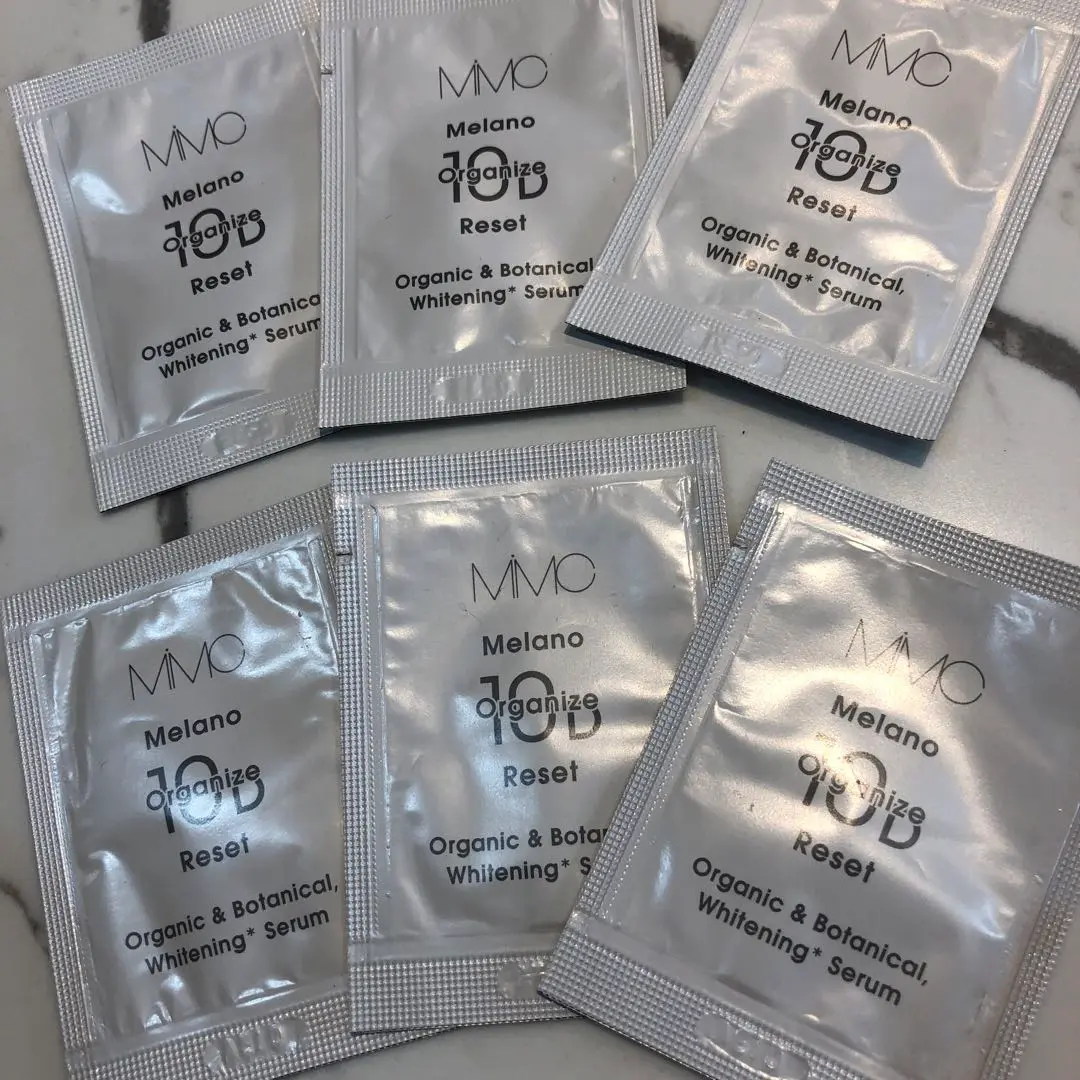 MiMC
Melano
10D
Organize
Reset
Organic & Botanica
Whitening* Serum
MiMC
Melano
10D
Organize
Reset
Organic & Botanical
Whitening* Serum
MiMC
Melano
10D
Organize
Reset
Organic & Botanical,
Whitening* Serum
MiMC
Melano
10D
Organize
Reset
Organic & Botanical,
Whitening* Serum
MiMC
Melano
10D
Organize
Reset
Organic & Botan
Whitening* S
MiMC
Melano
10D
Organize
Reset
Organic & Botanical,
Whitening* Serum